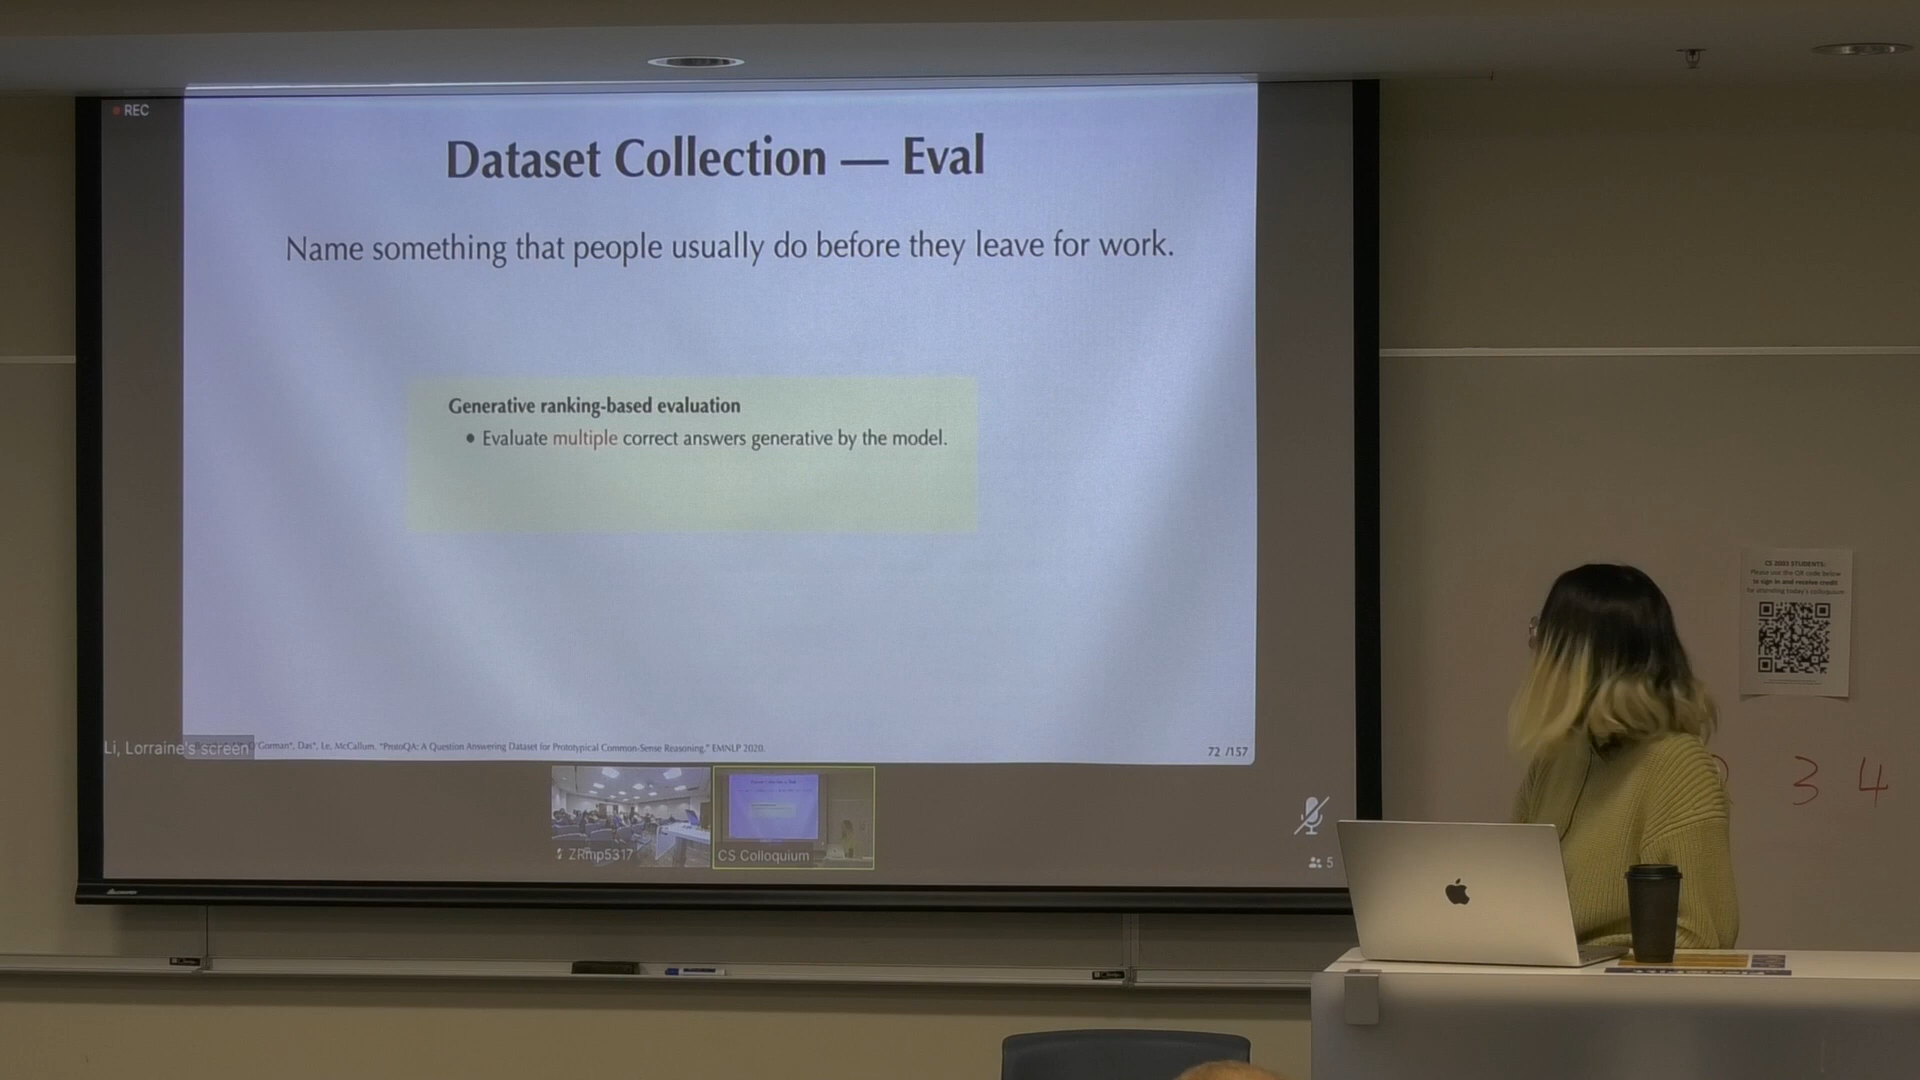 REC
Dataset Collection — Eval
Name something that people usually do before they leave for work.
Generative ranking-based evaluation
• Evaluate multiple correct answers generative by the model.
Li, Lorraine's screen
O'Gorman*, Das*, Le, McCallum. "ProtoQA: A Question Answering Dataset for Prototypical Common-Sense Reasoning." EMNLP 2020.
72 /157
ZRmp5317
CS Colloquium
5
CS 2003 STUDENTS:
Please use the QR code below
to sign in and receive credit
for attending today's colloquium
3 4